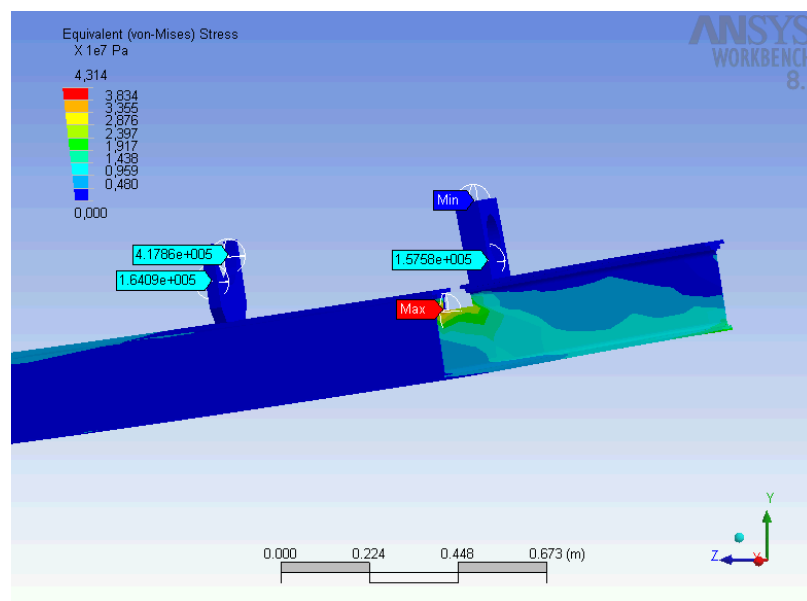 Equivalent (von-Mises) Stress
X 1e7 Pa
4,314
3,834
3,355
2,876
2,397
1,917
1,438
0,959
0,480
0,000
ANSYS
WORKBENCH
8.
Min
4.1786e+005
1.6409e+005
1.5758e+005
Max
0.000 0.224 0.448 0.673 (m)
Y
Z X